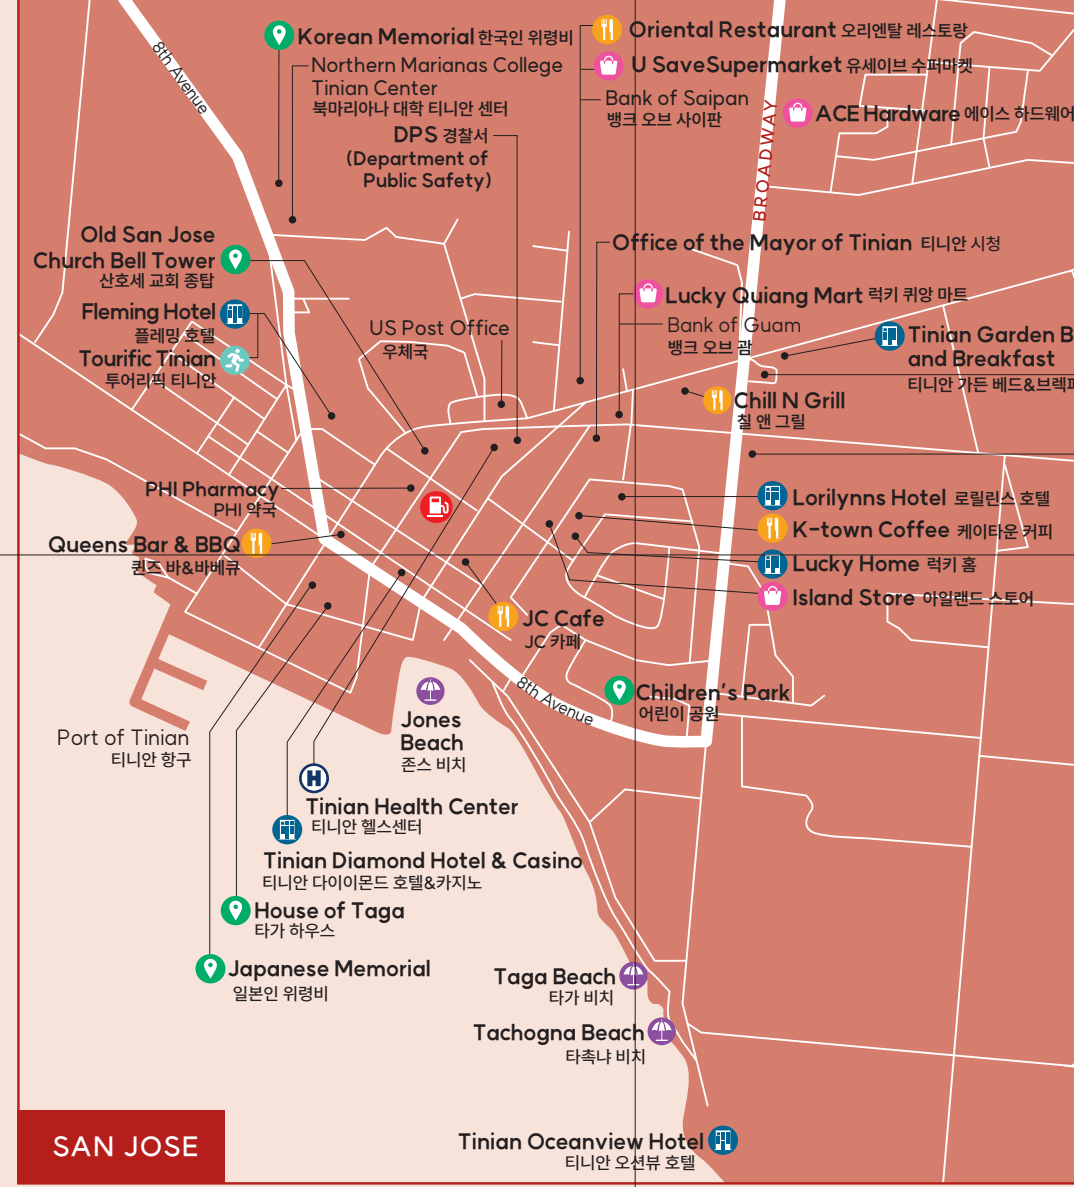 8th Avenue
Korean Memorial 한국인 위령비
Northern Marianas College
Tinian Center
북마리아나 대학 티니안 센터
DPS 경찰서
(Department of
Public Safety)
Oriental Restaurant 오리엔탈 레스토랑
U SaveSupermarket 유세이브 수퍼마켓
Bank of Saipan
뱅크 오브 사이판
ACE Hardware 에이스 하드웨어
BROADWAY
Old San Jose
Church Bell Tower
산호세 교회 종탑
Fleming Hotel
플레밍 호텔
Tourific Tinian
투어리픽 티니안
US Post Office
우체국
Office of the Mayor of Tinian 티니안 시청
Lucky Quiang Mart 럭키 퀴앙 마트
Bank of Guam
뱅크 오브 괌
Tinian Garden B
and Breakfast
티니안 가든 베드&브렉퍼
Chill N Grill
칠 앤 그릴
PHI Pharmacy
PHI 약국
Queens Bar & BBQ
퀸즈 바&바베큐
Lorilynns Hotel 로릴린스 호텔
K-town Coffee 케이타운 커피
Lucky Home 럭키 홈
Island Store 아일랜드 스토어
JC Cafe
JC 카페
8th Avenue
Children's Park
어린이 공원
Jones
Beach
존스 비치
Port of Tinian
티니안 항구
H
Tinian Health Center
티니안 헬스센터
Tinian Diamond Hotel & Casino
티니안 다이이몬드 호텔&카지노
House of Taga
타가 하우스
Japanese Memorial
일본인 위령비
Taga Beach
타가 비치
Tachogna Beach
타촉냐 비치
Tinian Oceanview Hotel
티니안 오션뷰 호텔
SAN JOSE